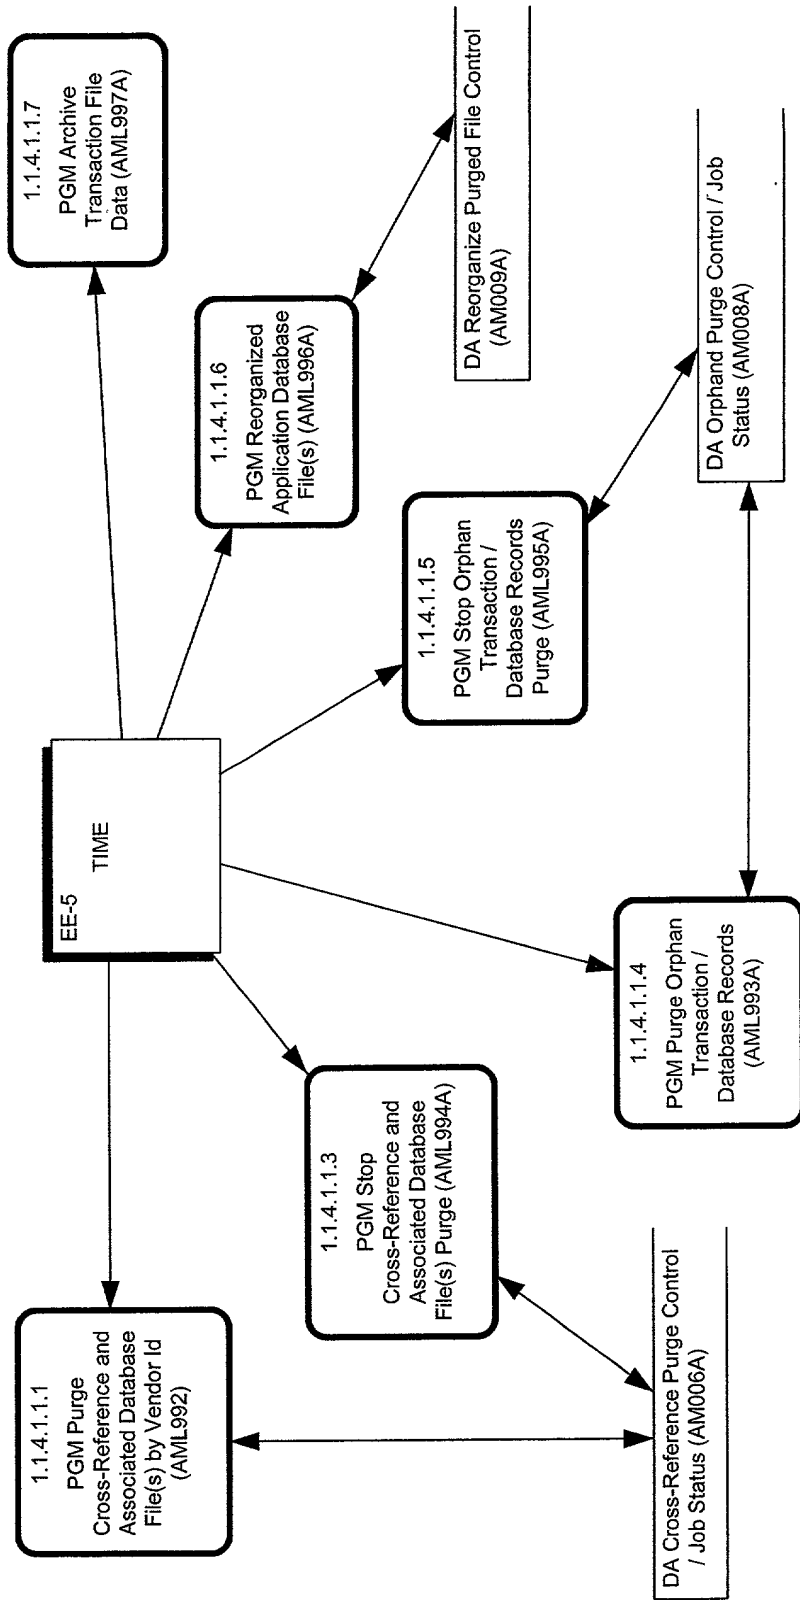 1.1.4.1.1.1
PGM Purge
Cross-Reference and
Associated Database
File(s) by Vendor Id
(AML992)
EE-5
TIME
1.1.4.1.1.7
PGM Archive
Transaction File
Data (AML997A)
1.1.4.1.1.3
PGM Stop
Cross-Reference and
Associated Database
File(s) Purge (AML994A)
1.1.4.1.1.6
PGM Reorganized
Application Database
File(s) (AML996A)
1.1.4.1.1.5
PGM Stop Orphan
Transaction /
Database Records
Purge (AML995A)
DA Reorganize Purged File Control
(AM009A)
1.1.4.1.1.4
PGM Purge Orphan
Transaction /
Database Records
(AML993A)
DA Cross-Reference Purge Control
/ Job Status (AM006A)
DA Orphand Purge Control / Job
Status (AM008A)